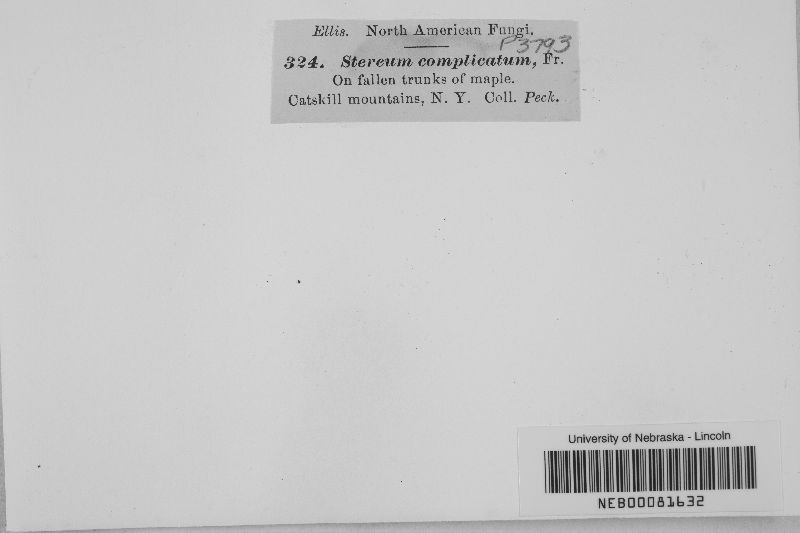 Ellis. North American Fungi.
P3793
324. Stereum complicatum, Fr.
On fallen trunks of maple.
Catskill mountains, N. Y. Coll. Peck.
University of Nebraska - Lincoln
NEB00081632